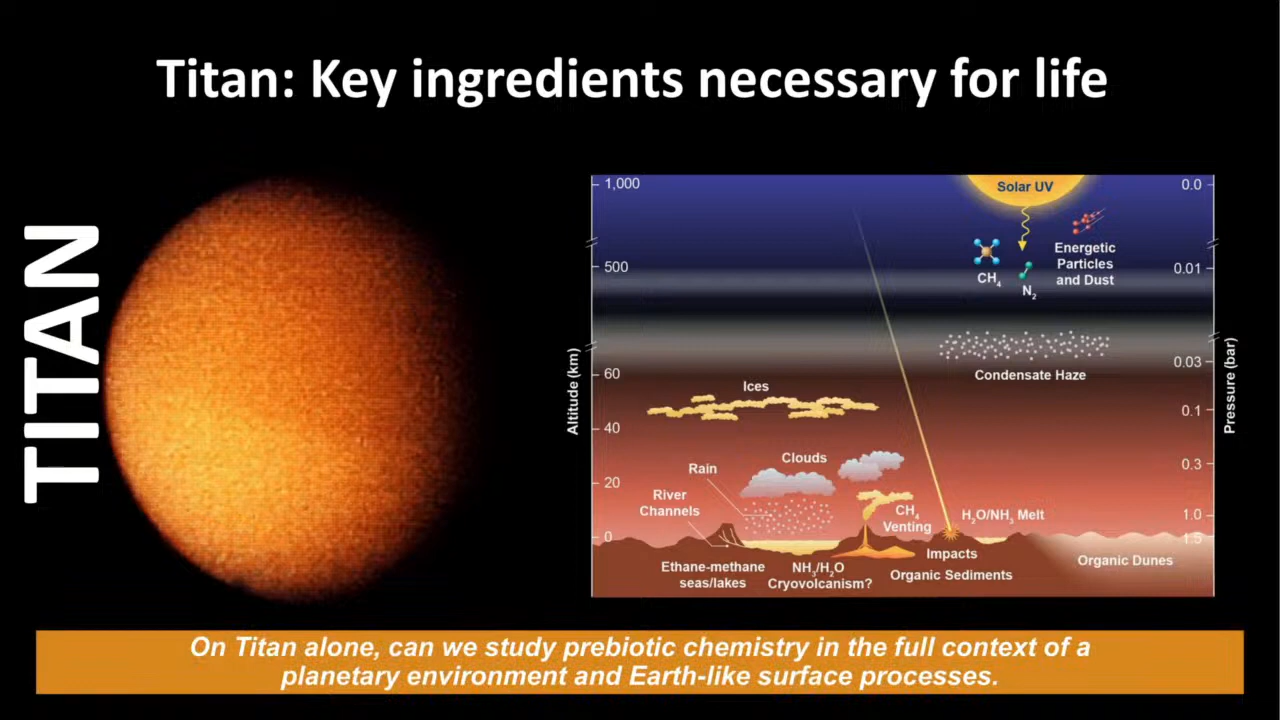 Titan: Key ingredients necessary for life
TITAN
Altitude (km)
1,000
500
60
40
20
0
Solar UV
CH₄
N₂
Energetic
Particles
and Dust
Condensate Haze
Ices
Clouds
Rain
River
Channels
CH₄
Venting
H₂O/NH₃ Melt
Impacts
Ethane-methane
seas/lakes
NH₃/H₂O
Cryovolcanism?
Organic Sediments
Organic Dunes
0.0
0.01
0.03
0.1
0.3
1.0
1.5
Pressure (bar)
On Titan alone, can we study prebiotic chemistry in the full context of a
planetary environment and Earth-like surface processes.